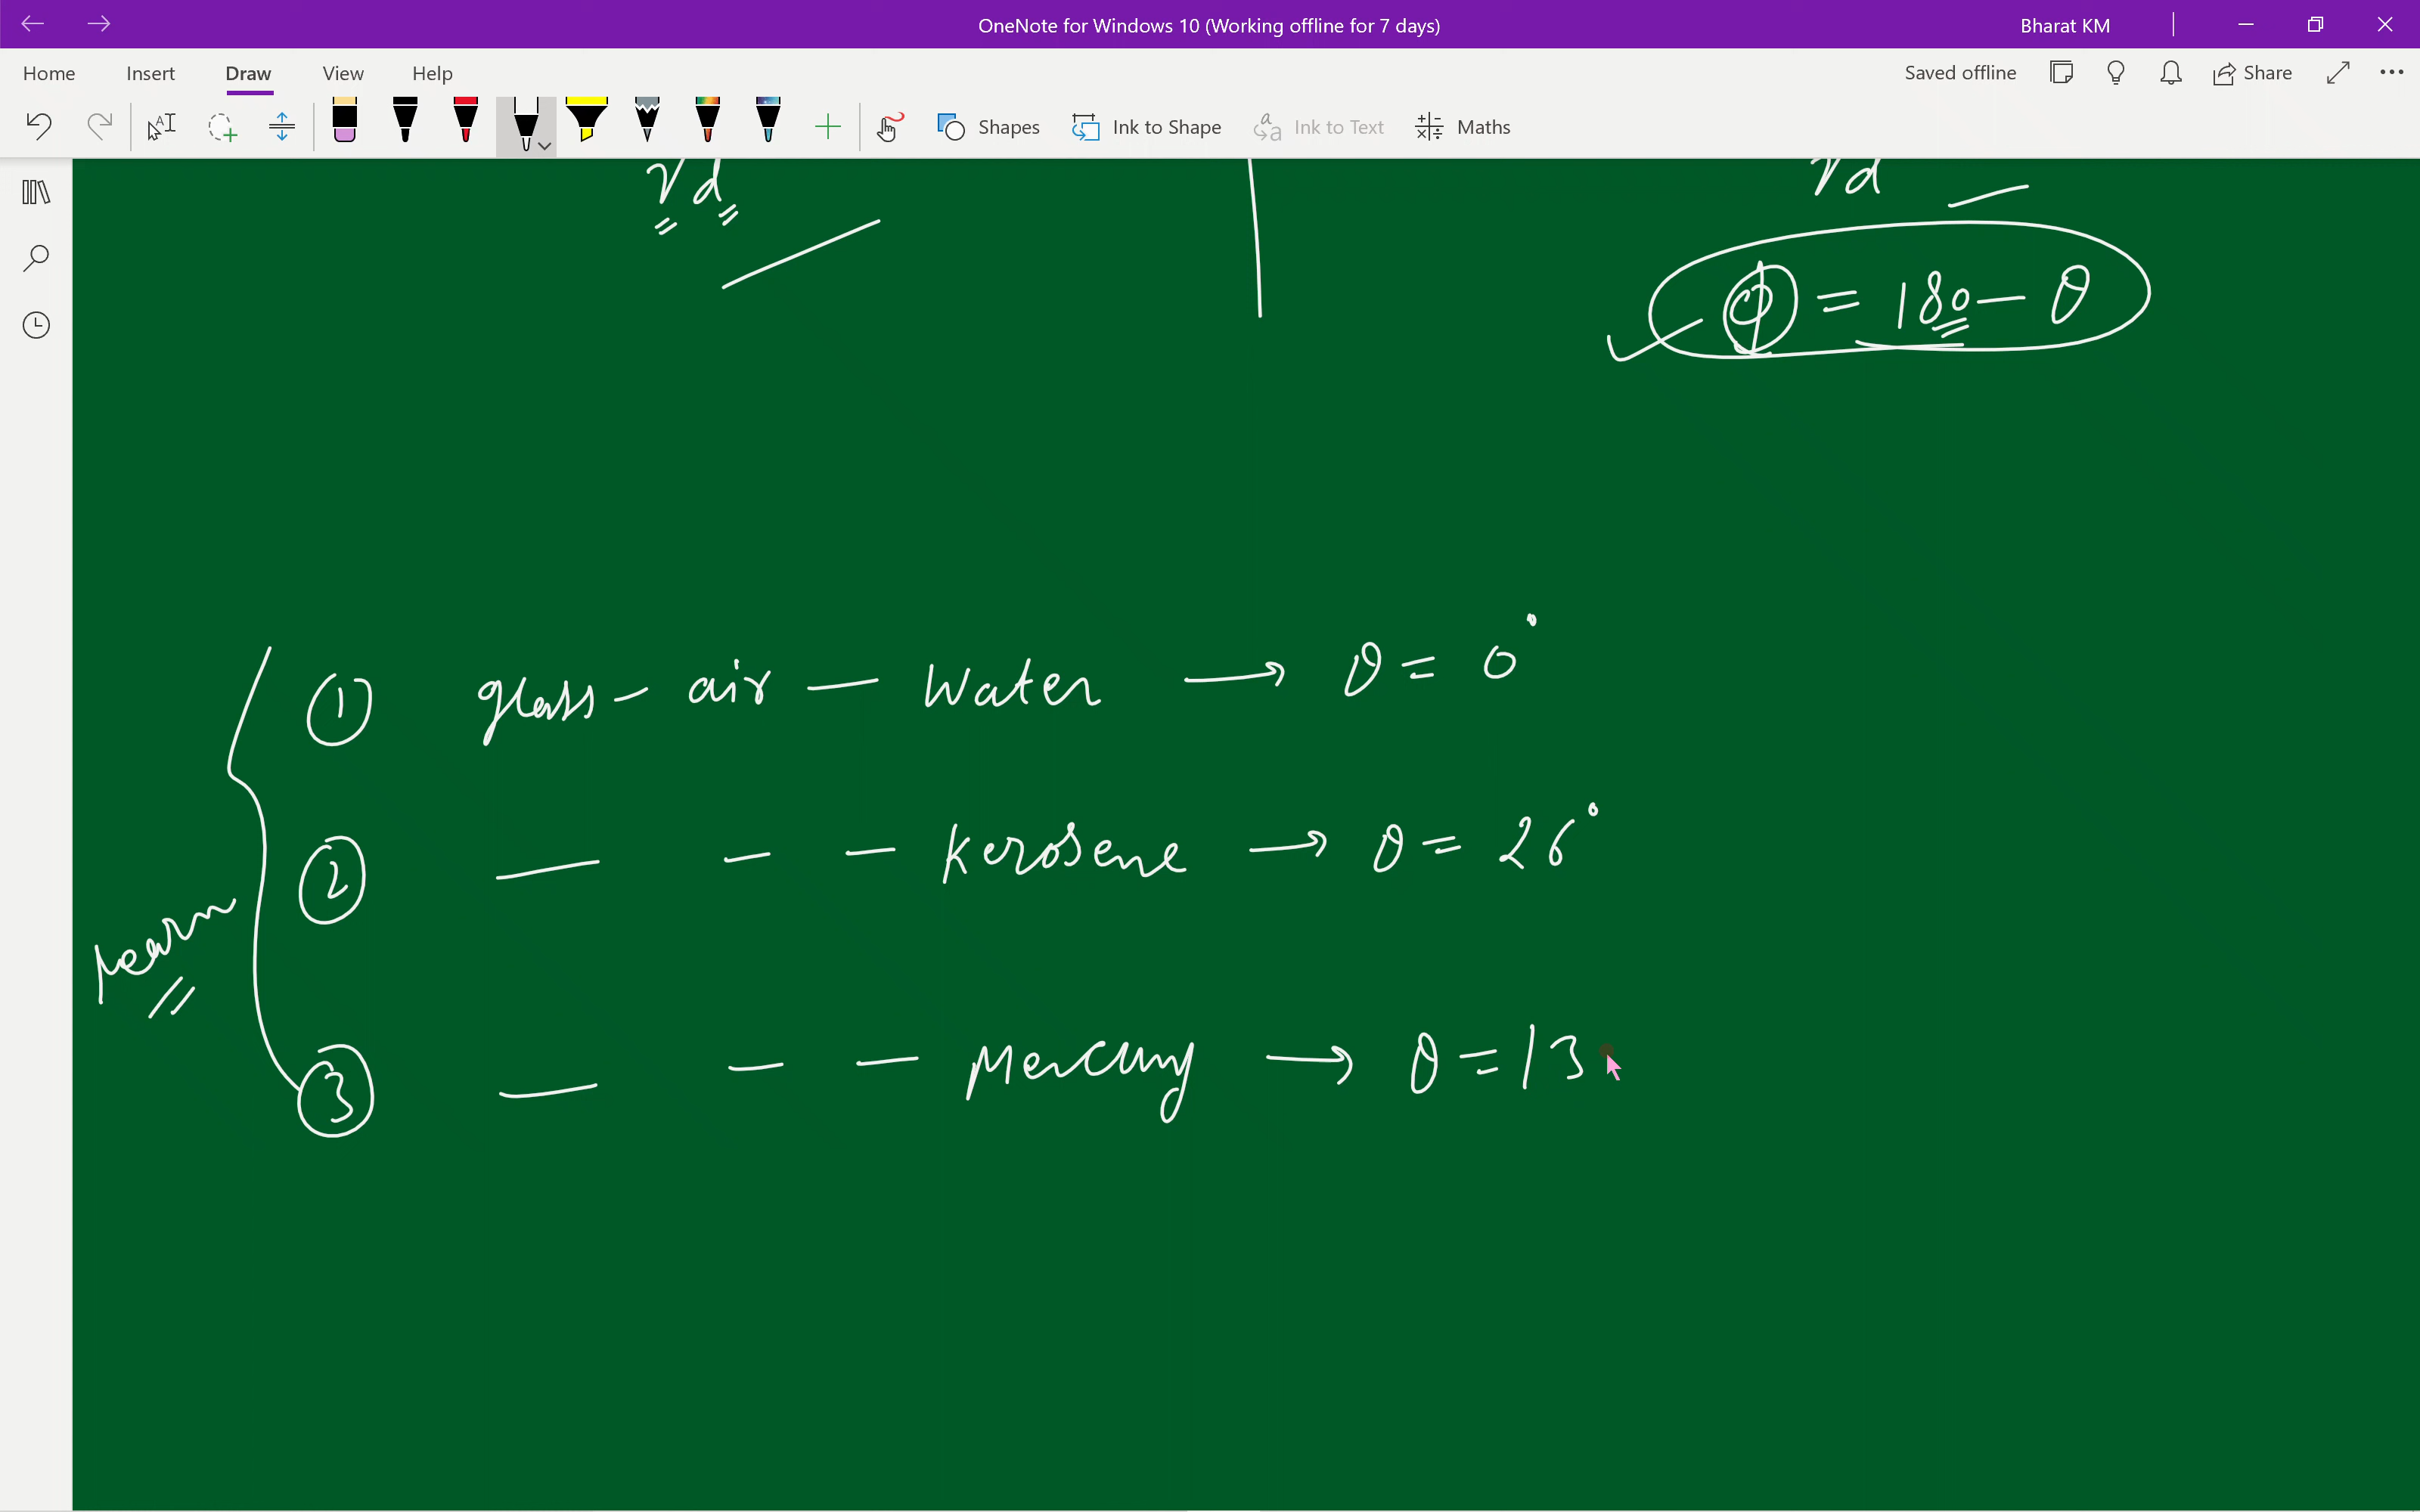 OneNote for Windows 10 (Working offline for 7 days)
Bharat KM
Home Insert Draw View Help
Saved offline
Share
Shapes
Ink to Shape
Ink to Text
Maths
γd
γd
ϕ = 180 - θ
① glass - air - Water → θ = 0°
② — - - Kerosene → θ = 26°
Learn
③ — - - Mercury → θ = 13